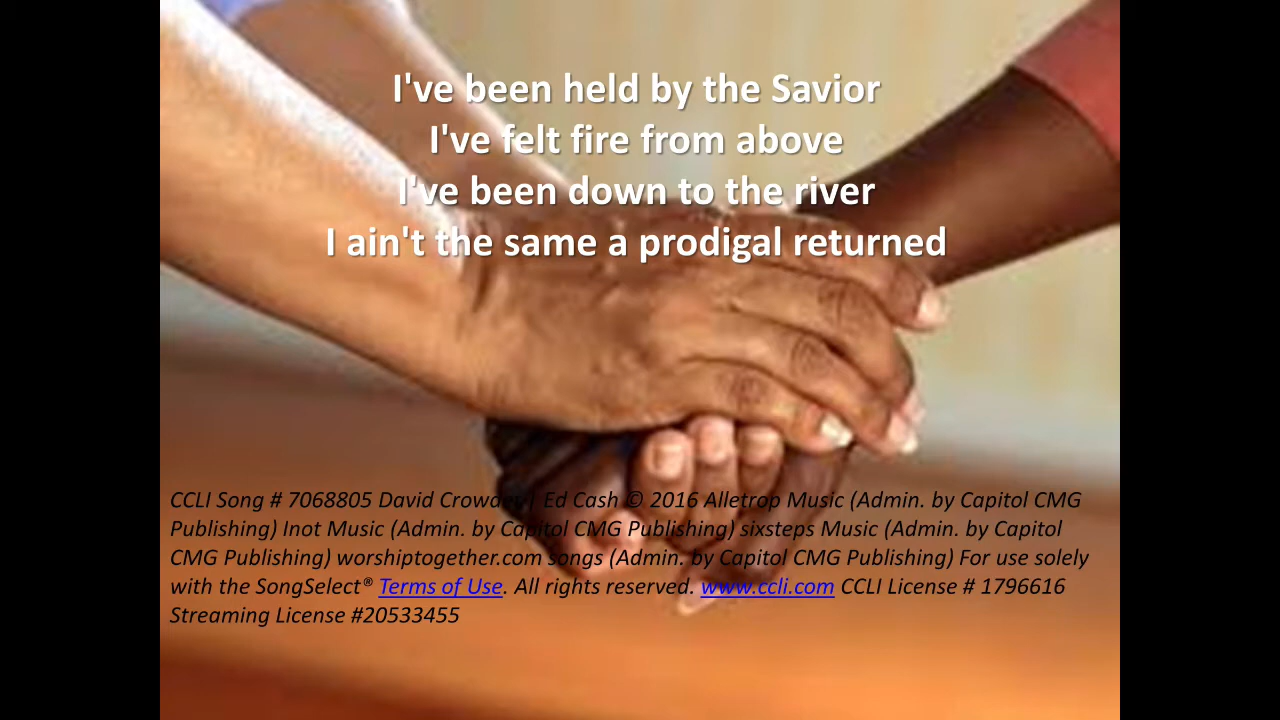 I've been held by the Savior
I've felt fire from above
I've been down to the river
I ain't the same a prodigal returned
CCLI Song # 7068805 David Crowder | Ed Cash © 2016 Alletrop Music (Admin. by Capitol CMG
Publishing) Inot Music (Admin. by Capitol CMG Publishing) sixsteps Music (Admin. by Capitol
CMG Publishing) worshiptogether.com songs (Admin. by Capitol CMG Publishing) For use solely
with the SongSelect® Terms of Use. All rights reserved. www.ccli.com CCLI License # 1796616
Streaming License #20533455